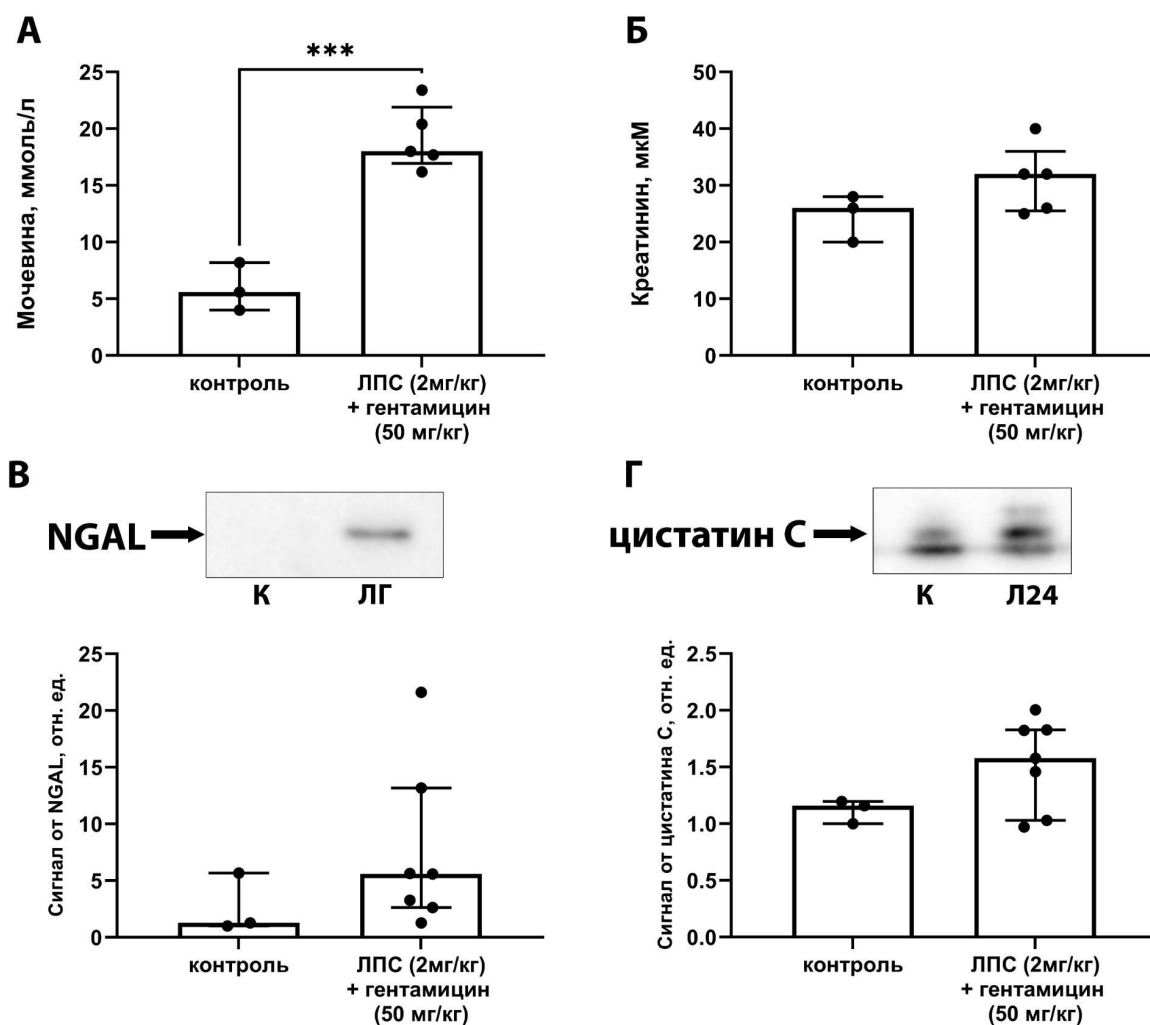 А
***
Мочевина, ммоль/л
25
20
15
10
5
0
контроль
ЛПС (2мг/кг)
+ гентамицин
(50 мг/кг)
Б
Креатинин, мкМ
50
40
30
20
10
0
контроль
ЛПС (2мг/кг)
+ гентамицин
(50 мг/кг)
В
NGAL
К ЛГ
Сигнал от NGAL, отн. ед.
25
20
15
10
5
0
контроль
ЛПС (2мг/кг)
+ гентамицин
(50 мг/кг)
Г
цистатин С
К Л24
Сигнал от цистатина С, отн. ед.
2.5
2.0
1.5
1.0
0.5
0.0
контроль
ЛПС (2мг/кг)
+ гентамицин
(50 мг/кг)